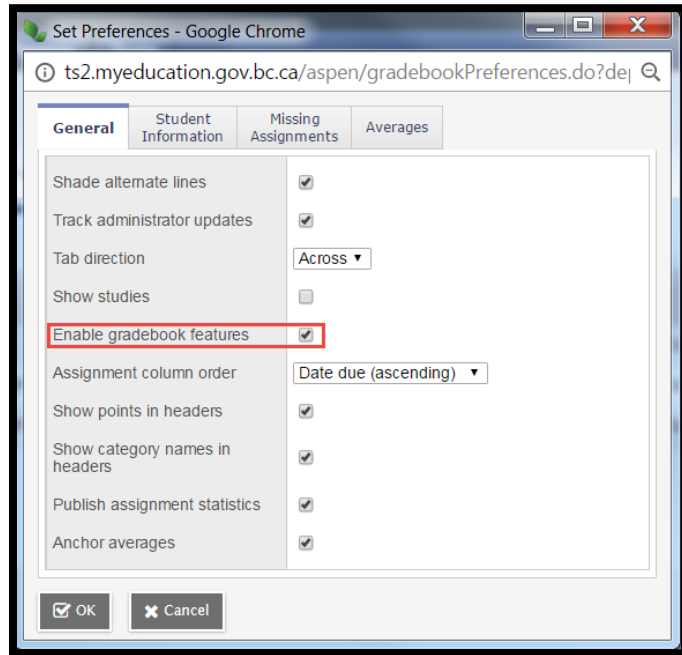 Set Preferences - Google Chrome
ts2.myeducation.gov.bc.ca/aspen/gradebookPreferences.do?de
General
Student
Information
Missing
Assignments
Averages
Shade alternate lines
Track administrator updates
Tab direction
Across
Show studies
Enable gradebook features
Assignment column order
Date due (ascending)
Show points in headers
Show category names in
headers
Publish assignment statistics
Anchor averages
OK
Cancel